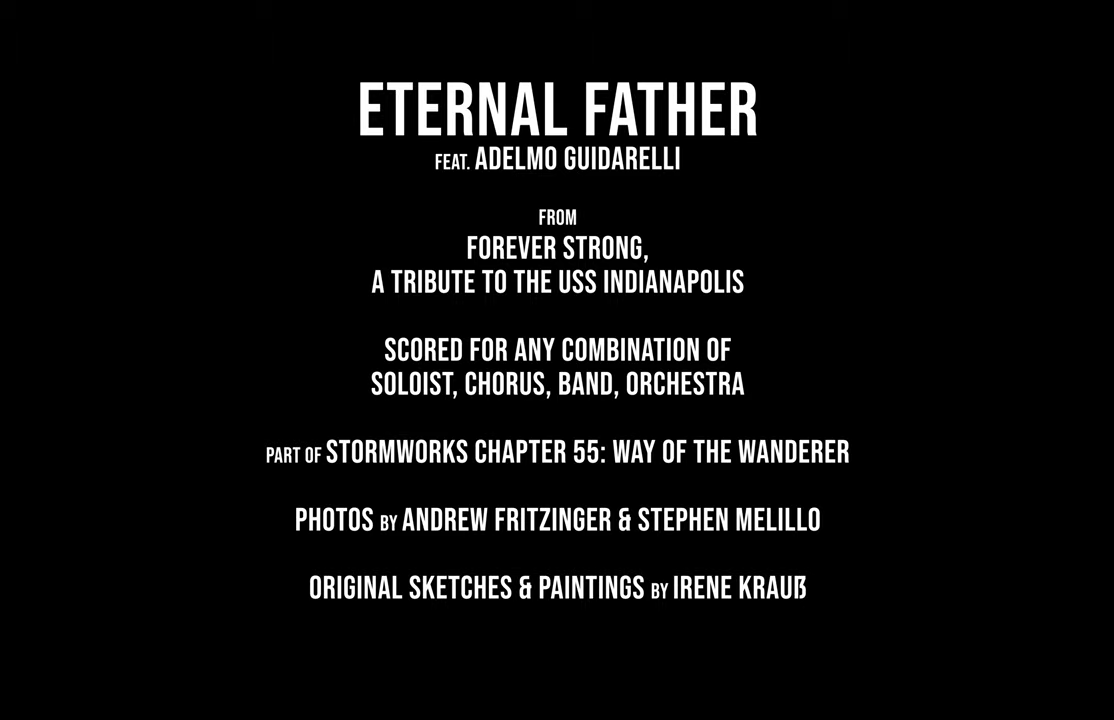 ETERNAL FATHER
FEAT. ADELMO GUIDARELLI
FROM
FOREVER STRONG,
A TRIBUTE TO THE USS INDIANAPOLIS
SCORED FOR ANY COMBINATION OF
SOLOIST, CHORUS, BAND, ORCHESTRA
PART OF STORMWORKS CHAPTER 55: WAY OF THE WANDERER
PHOTOS BY ANDREW FRITZINGER & STEPHEN MELILLO
ORIGINAL SKETCHES & PAINTINGS BY IRENE KRAUß